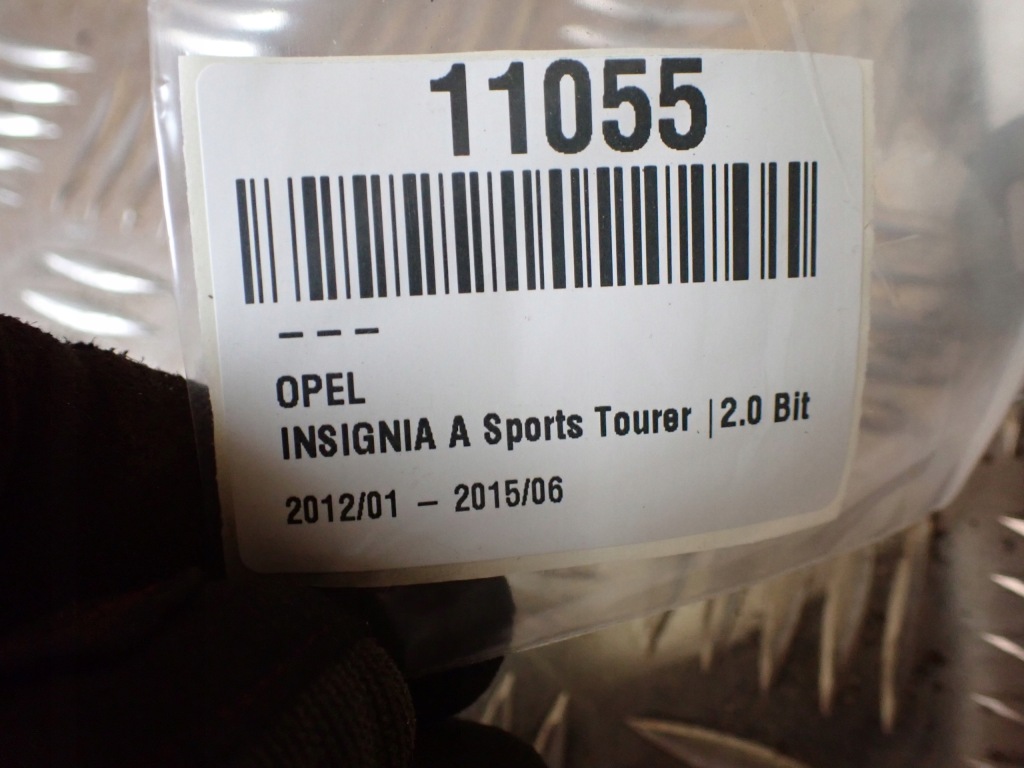 11055
– – –
OPEL
INSIGNIA A Sports Tourer |2.0 Bit
2012/01 – 2015/06